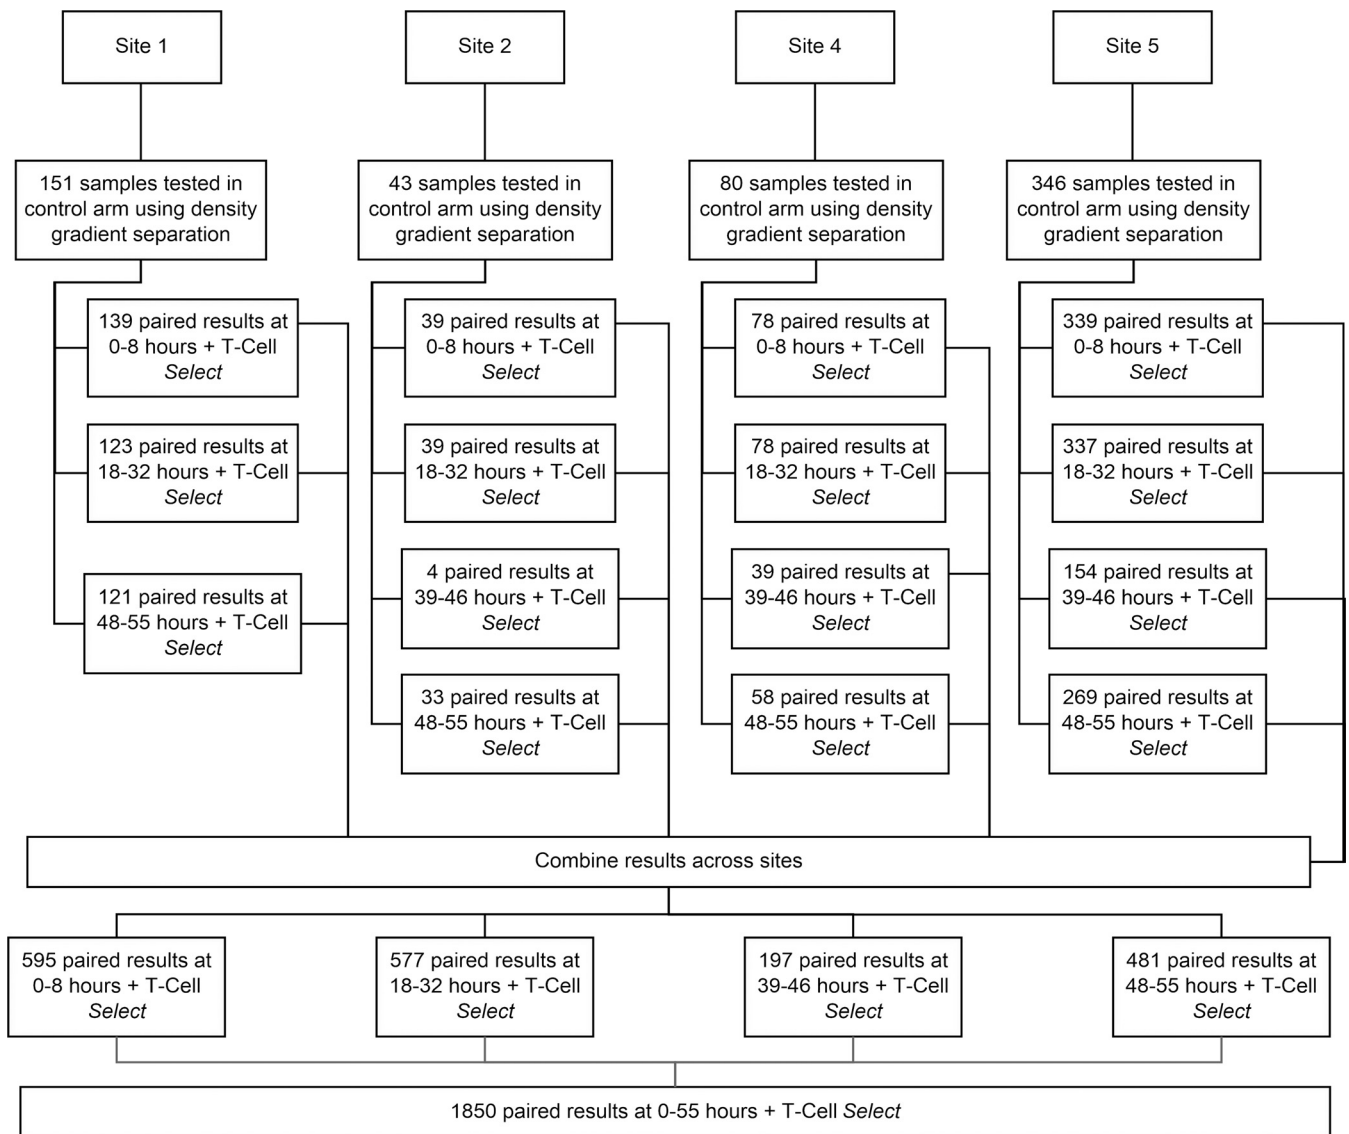 Site 1
Site 2
Site 4
Site 5
151 samples tested in
control arm using density
gradient separation
43 samples tested in
control arm using density
gradient separation
80 samples tested in
control arm using density
gradient separation
346 samples tested in
control arm using density
gradient separation
139 paired results at
0-8 hours + T-Cell
Select
39 paired results at
0-8 hours + T-Cell
Select
78 paired results at
0-8 hours + T-Cell
Select
339 paired results at
0-8 hours + T-Cell
Select
123 paired results at
18-32 hours + T-Cell
Select
39 paired results at
18-32 hours + T-Cell
Select
78 paired results at
18-32 hours + T-Cell
Select
337 paired results at
18-32 hours + T-Cell
Select
4 paired results at
39-46 hours + T-Cell
Select
39 paired results at
39-46 hours + T-Cell
Select
154 paired results at
39-46 hours + T-Cell
Select
121 paired results at
48-55 hours + T-Cell
Select
33 paired results at
48-55 hours + T-Cell
Select
58 paired results at
48-55 hours + T-Cell
Select
269 paired results at
48-55 hours + T-Cell
Select
Combine results across sites
595 paired results at
0-8 hours + T-Cell
Select
577 paired results at
18-32 hours + T-Cell
Select
197 paired results at
39-46 hours + T-Cell
Select
481 paired results at
48-55 hours + T-Cell
Select
1850 paired results at 0-55 hours + T-Cell Select